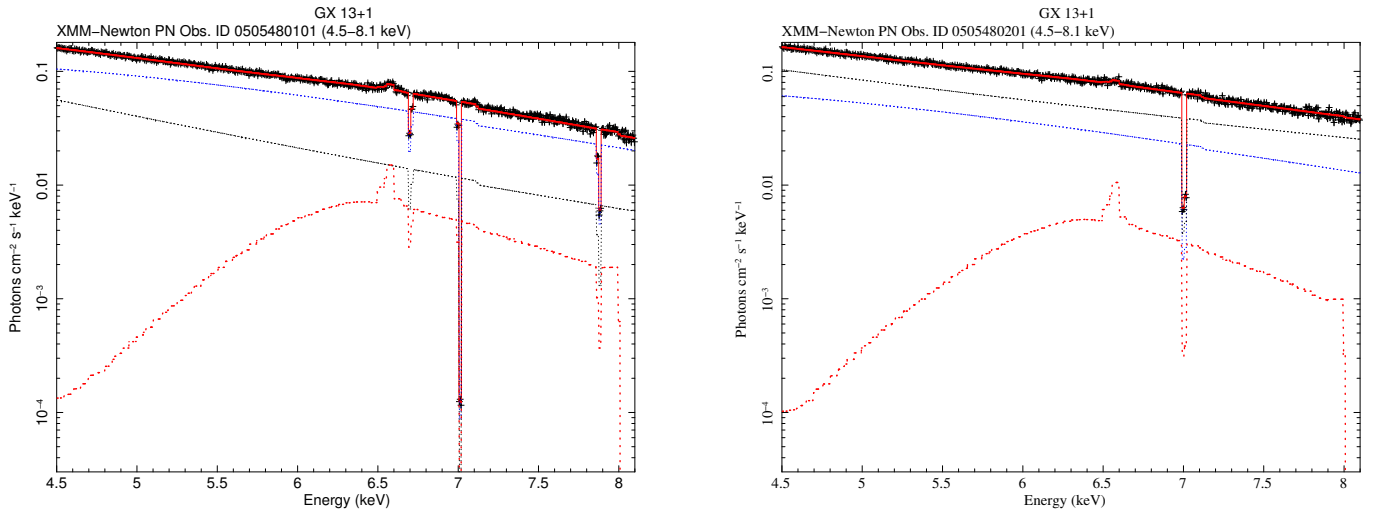 GX 13+1
XMM−Newton PN Obs. ID 0505480101 (4.5−8.1 keV)
Photons cm−2 s−1 keV−1
0.1
0.01
10−3
10−4
4.5 5 5.5 6 6.5 7 7.5 8
Energy (keV)
GX 13+1
XMM−Newton PN Obs. ID 0505480201 (4.5−8.1 keV)
Photons cm−2 s−1 keV−1
0.1
0.01
10−3
10−4
4.5 5 5.5 6 6.5 7 7.5 8
Energy (keV)